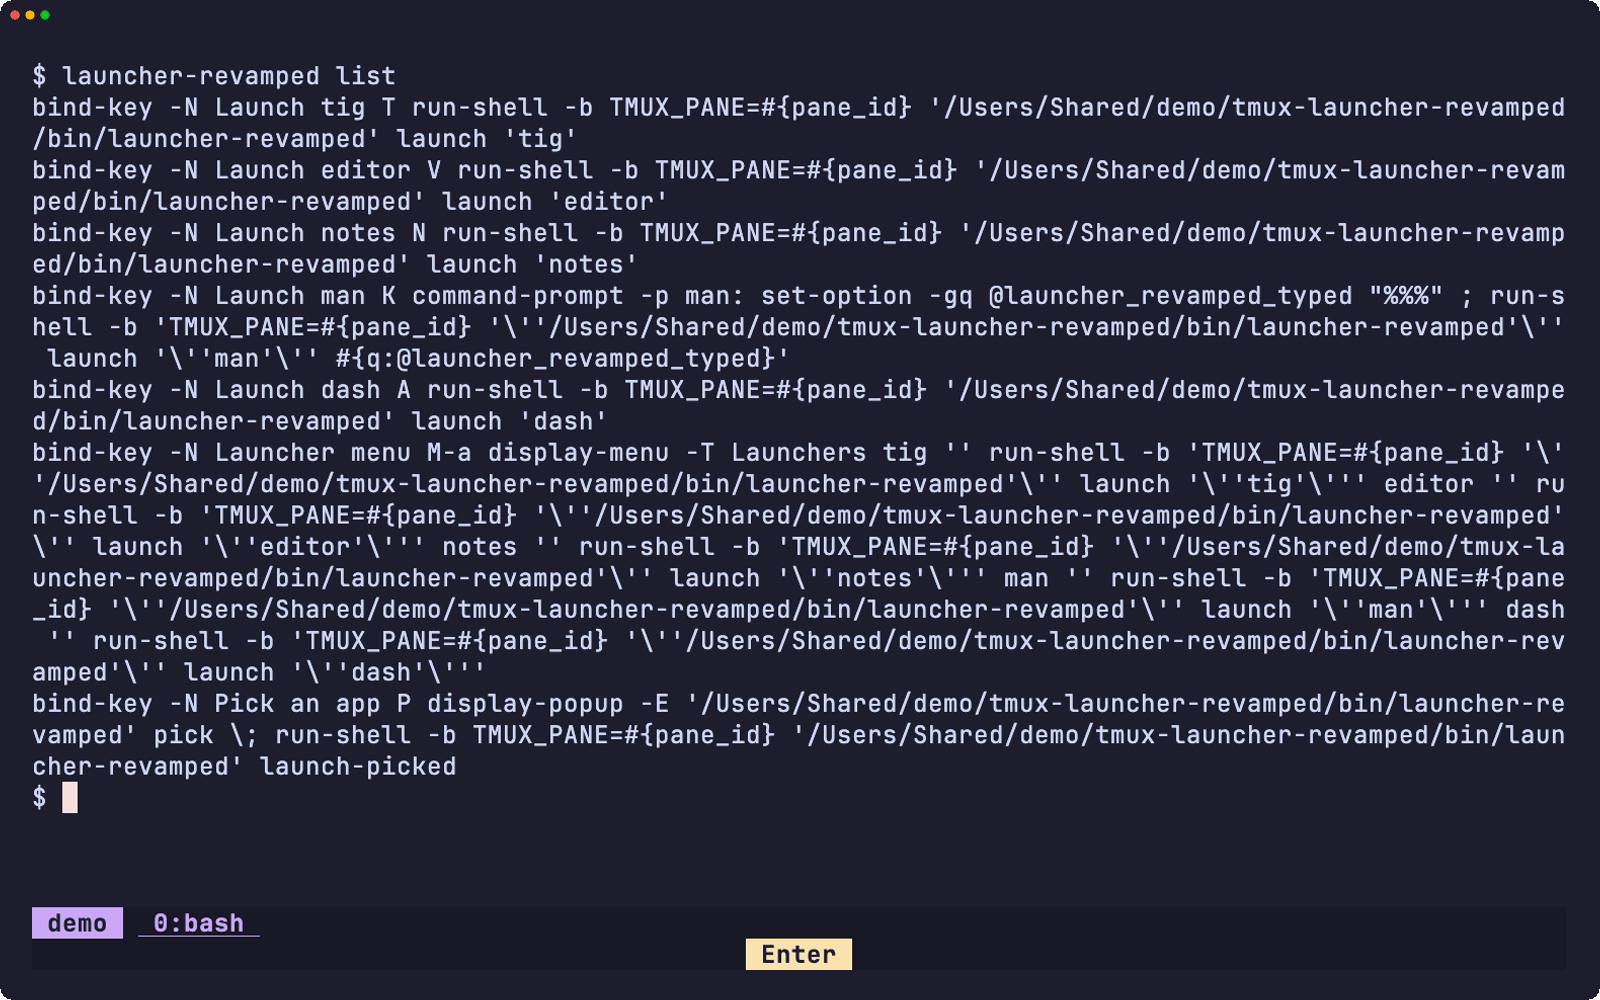 $ launcher-revamped list
bind-key -N Launch tig T run-shell -b TMUX_PANE=#{pane_id} '/Users/Shared/demo/tmux-launcher-revamped
/bin/launcher-revamped' launch 'tig'
bind-key -N Launch editor V run-shell -b TMUX_PANE=#{pane_id} '/Users/Shared/demo/tmux-launcher-revam
ped/bin/launcher-revamped' launch 'editor'
bind-key -N Launch notes N run-shell -b TMUX_PANE=#{pane_id} '/Users/Shared/demo/tmux-launcher-revamp
ed/bin/launcher-revamped' launch 'notes'
bind-key -N Launch man K command-prompt -p man: set-option -gq @launcher_revamped_typed "%%%" ; run-s
hell -b 'TMUX_PANE=#{pane_id} '\''/Users/Shared/demo/tmux-launcher-revamped/bin/launcher-revamped'\''
 launch '\''man'\'' #{q:@launcher_revamped_typed}'
bind-key -N Launch dash A run-shell -b TMUX_PANE=#{pane_id} '/Users/Shared/demo/tmux-launcher-revampe
d/bin/launcher-revamped' launch 'dash'
bind-key -N Launcher menu M-a display-menu -T Launchers tig '' run-shell -b 'TMUX_PANE=#{pane_id} '\'
'/Users/Shared/demo/tmux-launcher-revamped/bin/launcher-revamped'\'' launch '\''tig'\''' editor '' ru
n-shell -b 'TMUX_PANE=#{pane_id} '\''/Users/Shared/demo/tmux-launcher-revamped/bin/launcher-revamped'
\'' launch '\''editor'\''' notes '' run-shell -b 'TMUX_PANE=#{pane_id} '\''/Users/Shared/demo/tmux-la
uncher-revamped/bin/launcher-revamped'\'' launch '\''notes'\''' man '' run-shell -b 'TMUX_PANE=#{pane
_id} '\''/Users/Shared/demo/tmux-launcher-revamped/bin/launcher-revamped'\'' launch '\''man'\''' dash
 '' run-shell -b 'TMUX_PANE=#{pane_id} '\''/Users/Shared/demo/tmux-launcher-revamped/bin/launcher-rev
amped'\'' launch '\''dash'\'''
bind-key -N Pick an app P display-popup -E '/Users/Shared/demo/tmux-launcher-revamped/bin/launcher-re
vamped' pick \; run-shell -b TMUX_PANE=#{pane_id} '/Users/Shared/demo/tmux-launcher-revamped/bin/laun
cher-revamped' launch-picked
$
demo 0:bash
Enter